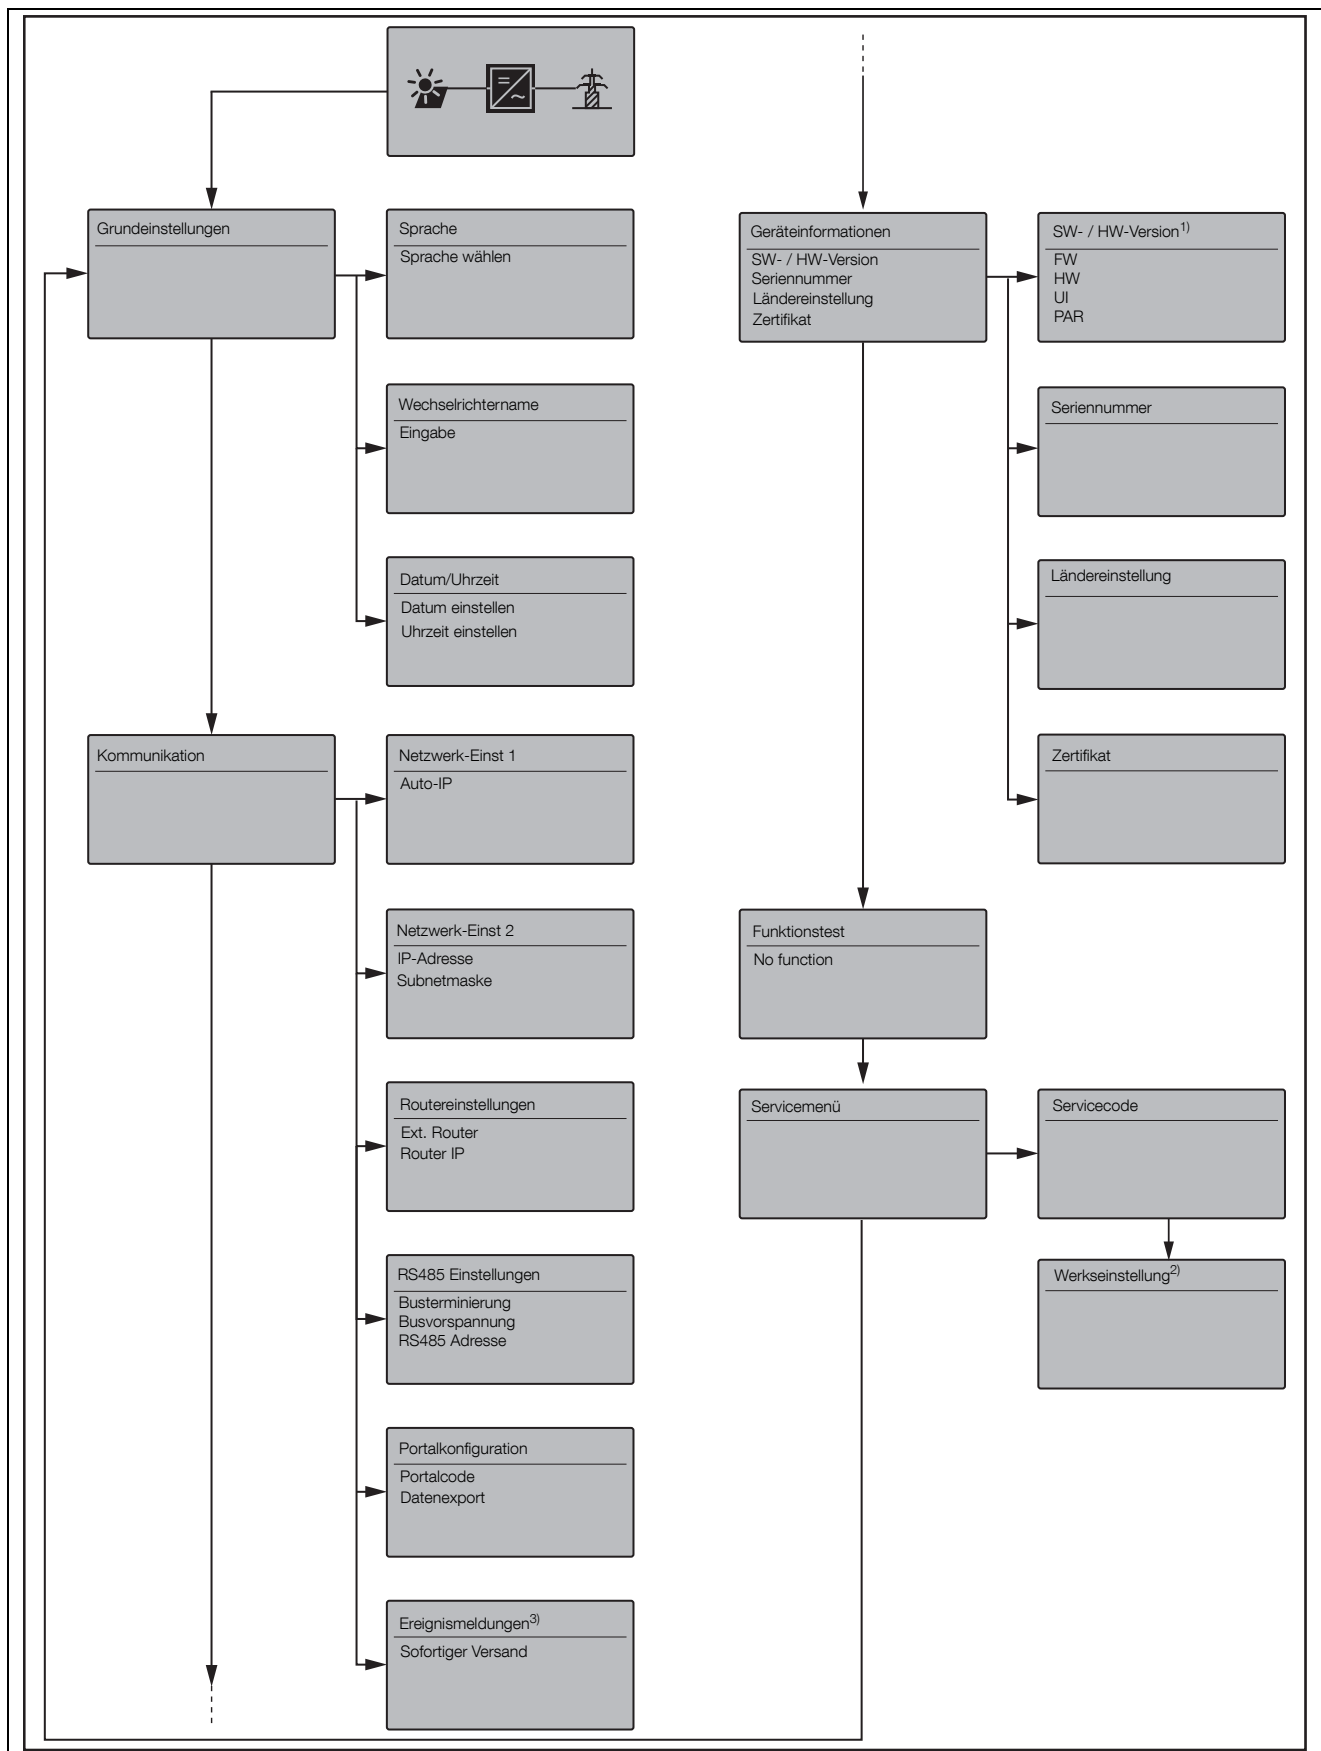 Grundeinstellungen
Sprache
Sprache wählen
Wechselrichtername
Eingabe
Datum/Uhrzeit
Datum einstellen
Uhrzeit einstellen
Kommunikation
Netzwerk-Einst 1
Auto-IP
Netzwerk-Einst 2
IP-Adresse
Subnetmaske
Routereinstellungen
Ext. Router
Router IP
RS485 Einstellungen
Busterminierung
Busvorspannung
RS485 Adresse
Portalkonfiguration
Portalcode
Datenexport
Ereignismeldungen3)
Sofortiger Versand
Geräteinformationen
SW- / HW-Version
Seriennummer
Ländereinstellung
Zertifikat
SW- / HW-Version1)
FW
HW
UI
PAR
Seriennummer
Ländereinstellung
Zertifikat
Funktionstest
No function
Servicemenü
Servicecode
Werkseinstellung2)